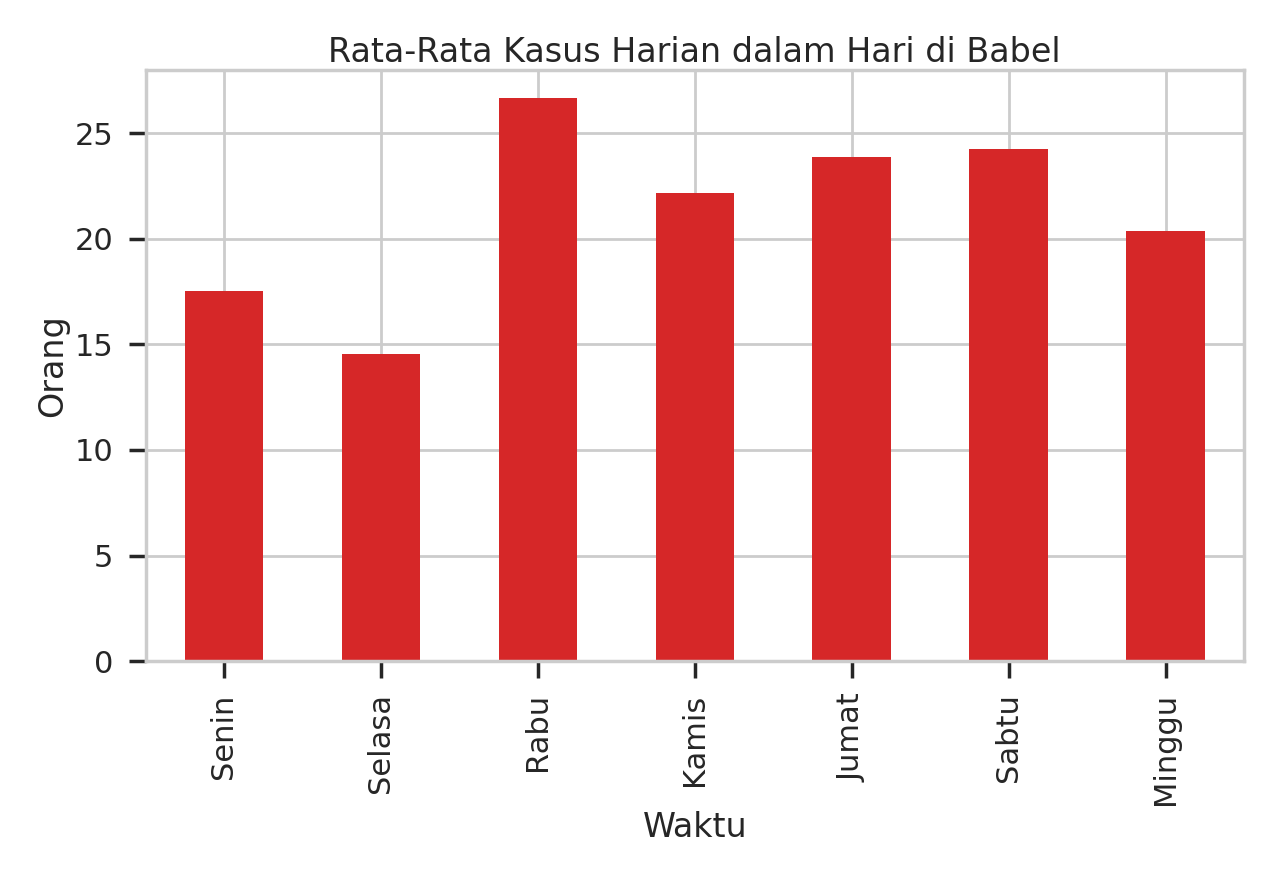 Rata-Rata Kasus Harian dalam Hari di Babel
Orang
25
20
15
10
5
0
Senin
Selasa
Rabu
Kamis
Jumat
Sabtu
Minggu
Waktu